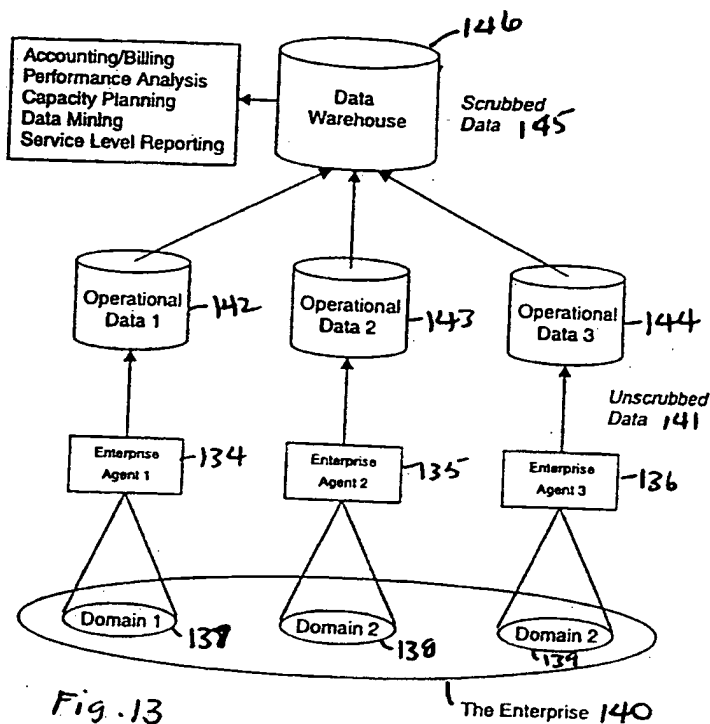 146
Accounting/Billing
Performance Analysis
Capacity Planning
Data Mining
Service Level Reporting
Data
Warehouse
Scrubbed
Data 145
Operational
Data 1
142
Operational
Data 2
143
Operational
Data 3
144
Unscrubbed
Data 141
Enterprise
Agent 1
134
Enterprise
Agent 2
135
Enterprise
Agent 3
136
Domain 1
137
Domain 2
138
Domain 2
139
Fig. 13
The Enterprise 140